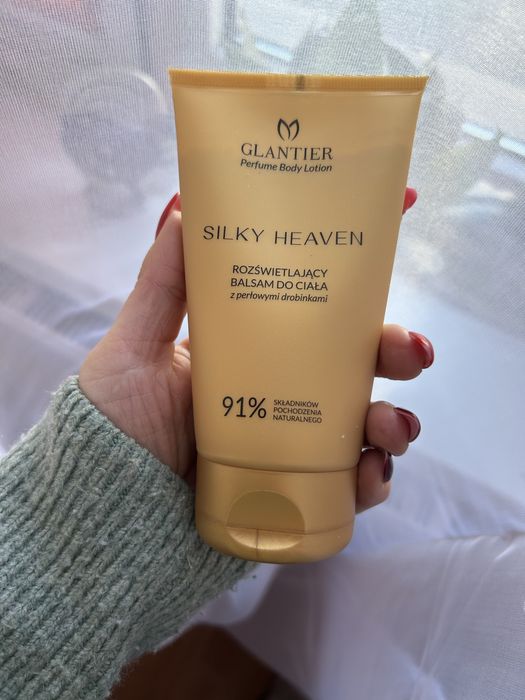 GLANTIER
Perfume Body Lotion
SILKY HEAVEN
ROZŚWIETLAJĄCY
BALSAM DO CIAŁA
z perłowymi drobinkami
91%
SKŁADNIKÓW
POCHODZENIA
NATURALNEGO